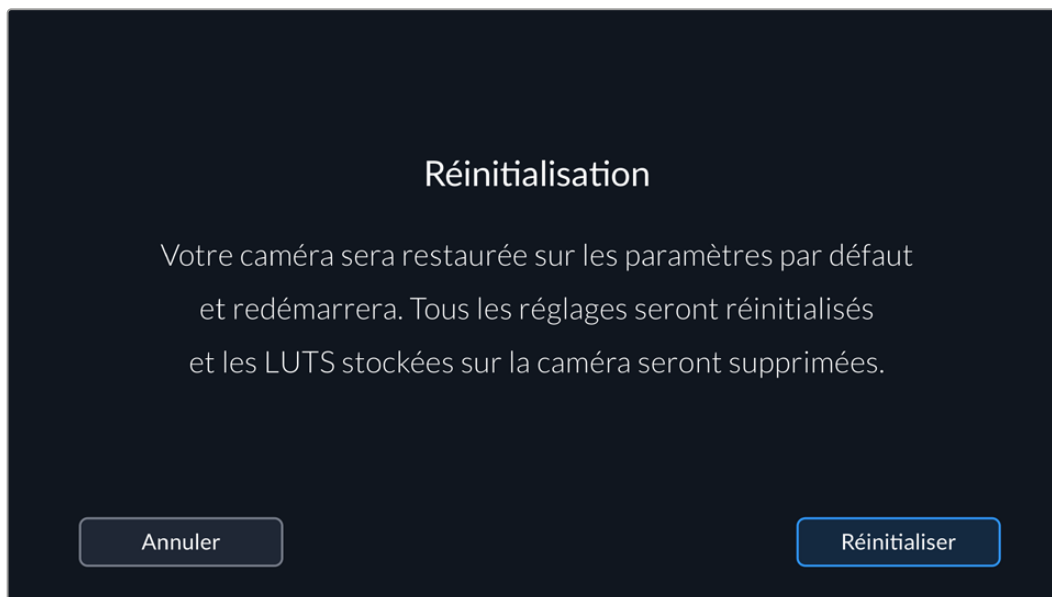 Réinitialisation
Votre caméra sera restaurée sur les paramètres par défaut
et redémarrera. Tous les réglages seront réinitialisés
et les LUTS stockées sur la caméra seront supprimées.
Annuler
Réinitialiser